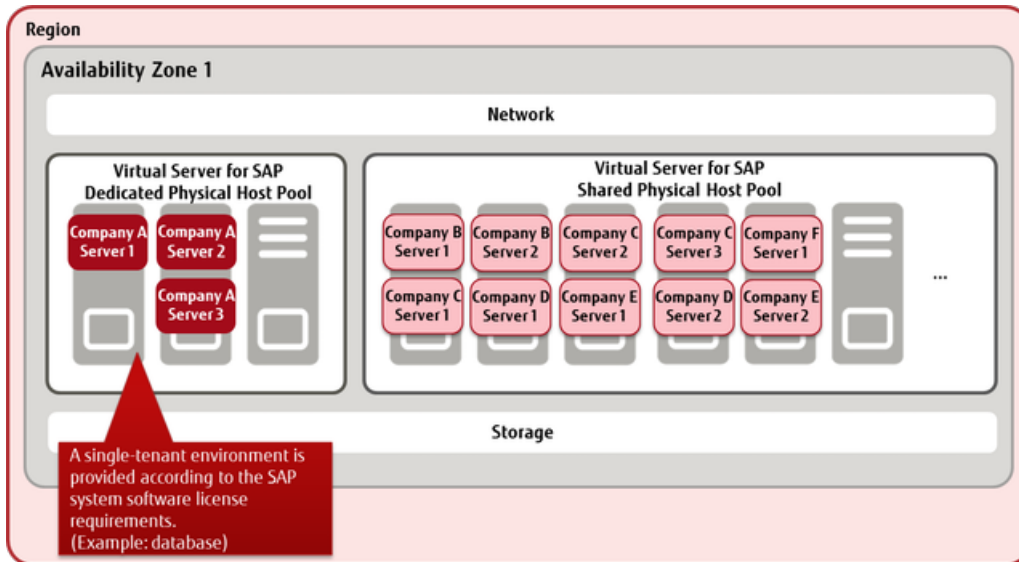 Region
Availability Zone 1
Network
Virtual Server for SAP
Dedicated Physical Host Pool
Company A
Server 1
Company A
Server 2
Company A
Server 3
Virtual Server for SAP
Shared Physical Host Pool
Company B
Server 1
Company B
Server 2
Company C
Server 2
Company C
Server 3
Company F
Server 1
Company C
Server 1
Company D
Server 1
Company E
Server 1
Company D
Server 2
Company E
Server 2
...
Storage
A single-tenant environment is
provided according to the SAP
system software license
requirements.
(Example: database)